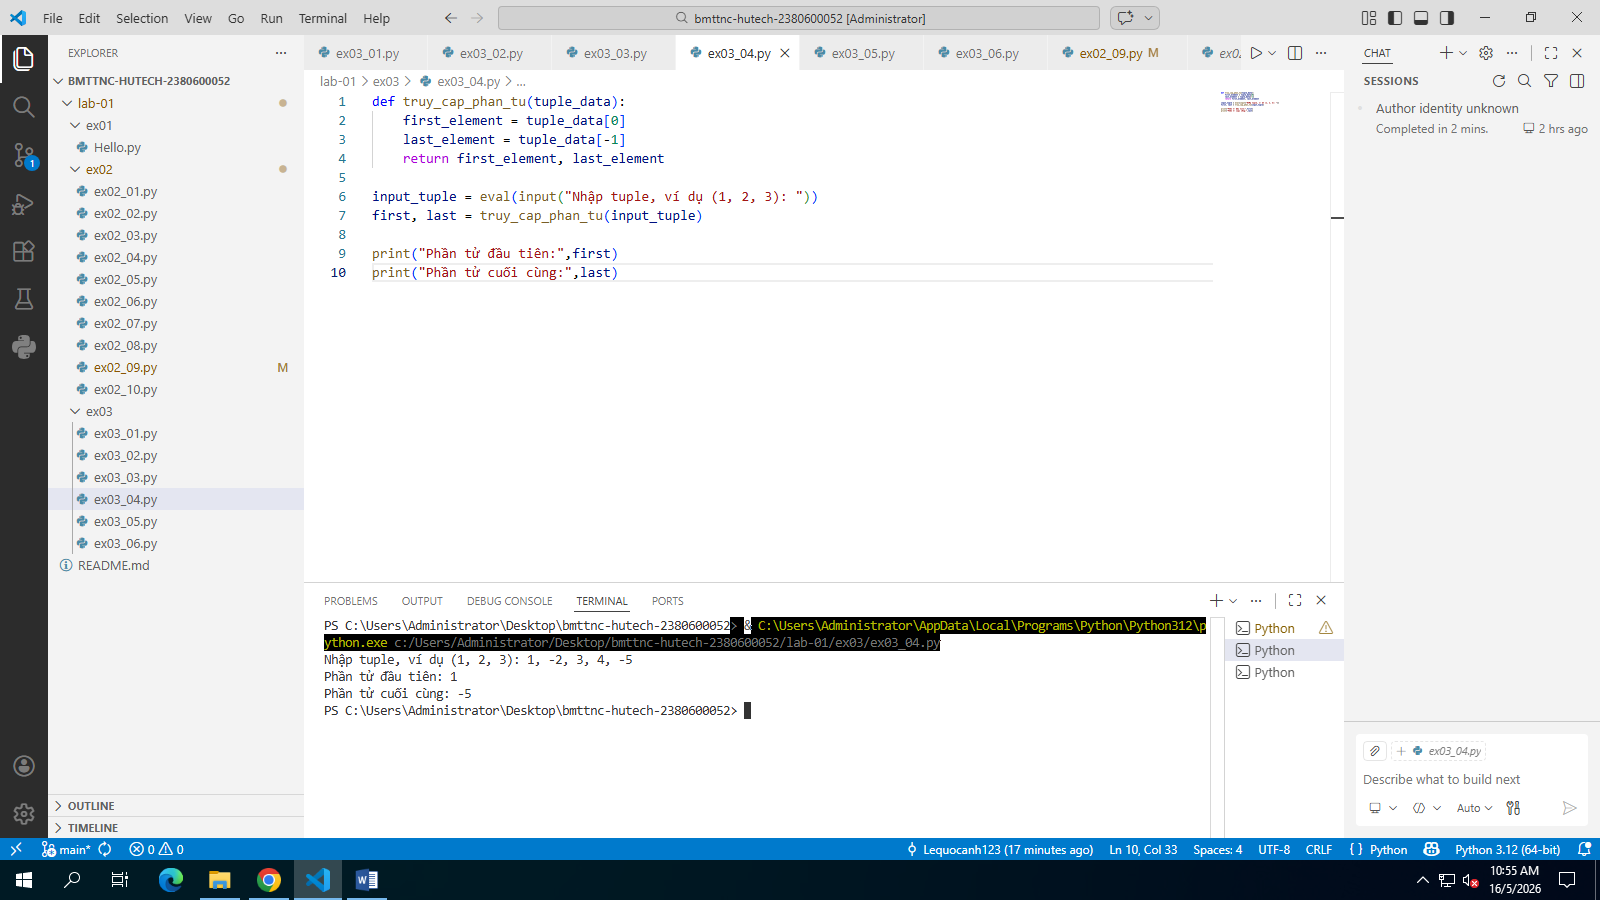 File Edit Selection View Go Run Terminal Help
bmttnc-hutech-2380600052 [Administrator]
EXPLORER
BMTTNC-HUTECH-2380600052
lab-01
ex01
Hello.py
ex02
ex02_01.py
ex02_02.py
ex02_03.py
ex02_04.py
ex02_05.py
ex02_06.py
ex02_07.py
ex02_08.py
ex02_09.py M
ex02_10.py
ex03
ex03_01.py
ex03_02.py
ex03_03.py
ex03_04.py
ex03_05.py
ex03_06.py
README.md
OUTLINE
TIMELINE
1
ex03_01.py ex03_02.py ex03_03.py ex03_04.py ex03_05.py ex03_06.py ex02_09.py M
lab-01 > ex03 > ex03_04.py > ...
1 def truy_cap_phan_tu(tuple_data):
2 first_element = tuple_data[0]
3 last_element = tuple_data[-1]
4 return first_element, last_element
5
6 input_tuple = eval(input("Nhập tuple, ví dụ (1, 2, 3): "))
7 first, last = truy_cap_phan_tu(input_tuple)
8
9 print("Phần tử đầu tiên:",first)
10 print("Phần tử cuối cùng:",last)
PROBLEMS OUTPUT DEBUG CONSOLE TERMINAL PORTS
PS C:\Users\Administrator\Desktop\bmttnc-hutech-2380600052> & C:\Users\Administrator\AppData\Local\Programs\Python\Python312\p
ython.exe c:/Users/Administrator/Desktop/bmttnc-hutech-2380600052/lab-01/ex03/ex03_04.py
Nhập tuple, ví dụ (1, 2, 3): 1, -2, 3, 4, -5
Phần tử đầu tiên: 1
Phần tử cuối cùng: -5
PS C:\Users\Administrator\Desktop\bmttnc-hutech-2380600052>
Python
Python
Python
CHAT
SESSIONS
Author identity unknown
Completed in 2 mins. 2 hrs ago
ex03_04.py
Describe what to build next
Auto
main* 0 0 Lequocanh123 (17 minutes ago) Ln 10, Col 33 Spaces: 4 UTF-8 CRLF { } Python Python 3.12 (64-bit)
10:55 AM
16/5/2026